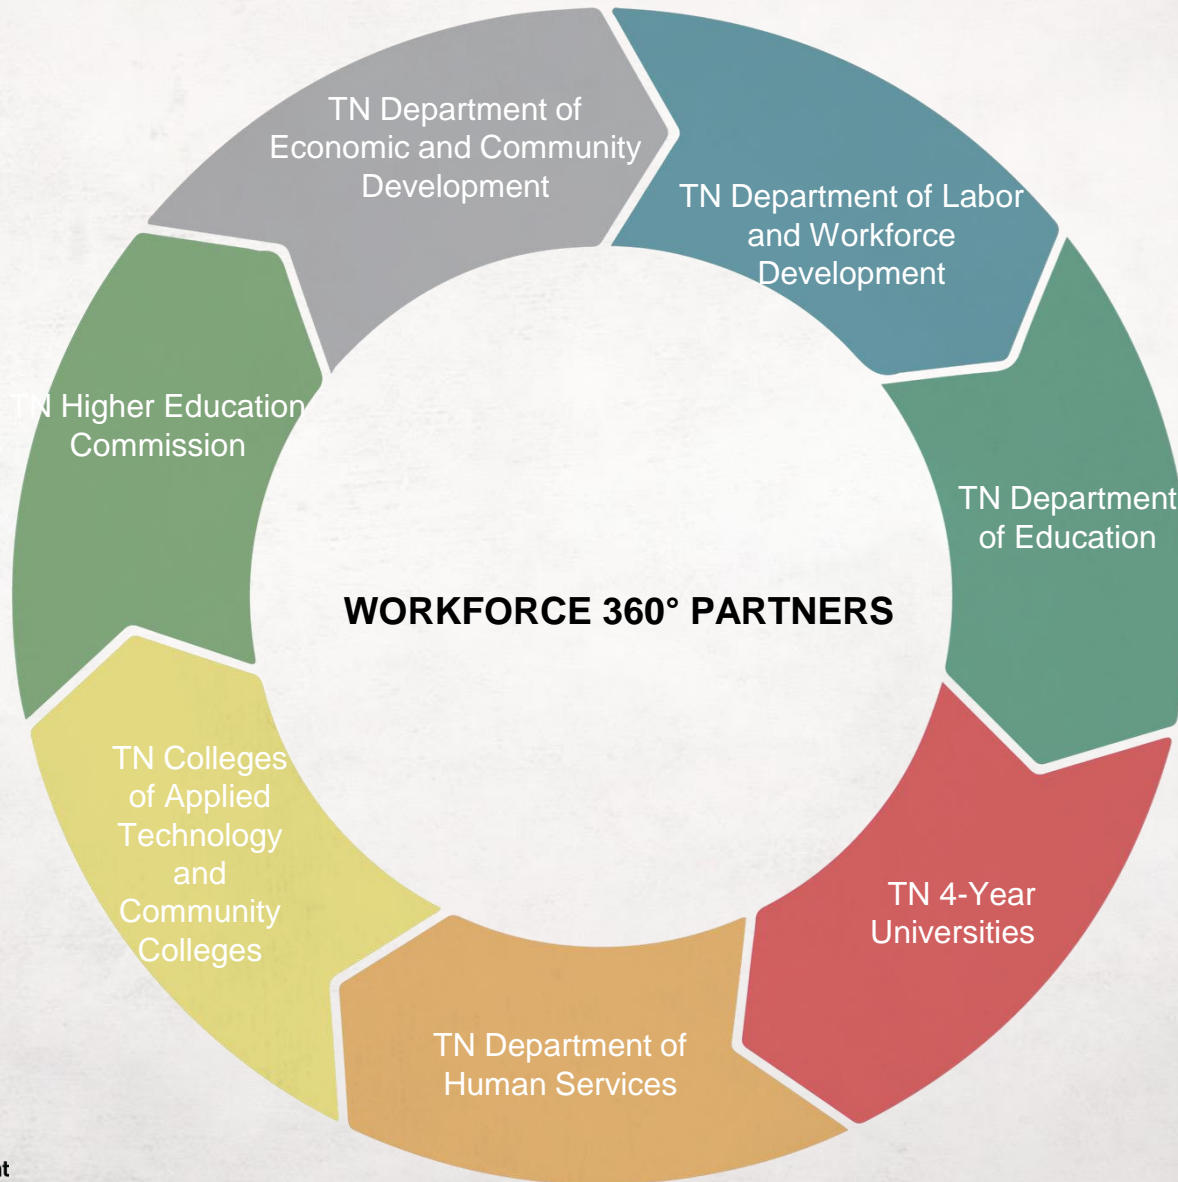 TN Department of
Economic and Community
Development
TN Department of Labor
and Workforce
Development
TN Department
of Education
TN 4-Year
Universities
TN Department of
Human Services
TN Colleges
of Applied
Technology
and
Community
Colleges
TN Higher Education
Commission
WORKFORCE 360° PARTNERS